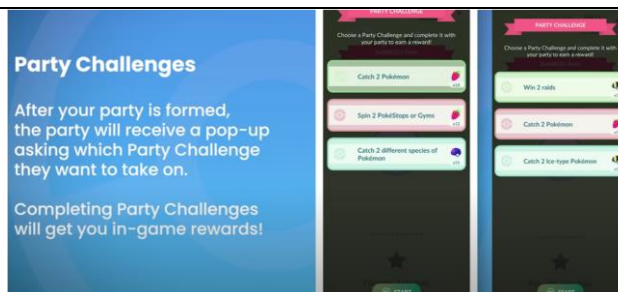 Party Challenges
After your party is formed,
the party will receive a pop-up
asking which Party Challenge
they want to take on.
Completing Party Challenges
will get you in-game rewards!
PARTY CHALLENGE
Choose a Party Challenge and complete it with
your party to earn a reward!
Catch 2 Pokémon
Spin 2 PokéStops or Gyms
Catch 2 different species of
Pokémon
START
PARTY CHALLENGE
Choose a Party Challenge and complete it with
your party to earn a reward!
Win 2 raids
Catch 2 Pokémon
Catch 2 Ice-type Pokémon
START